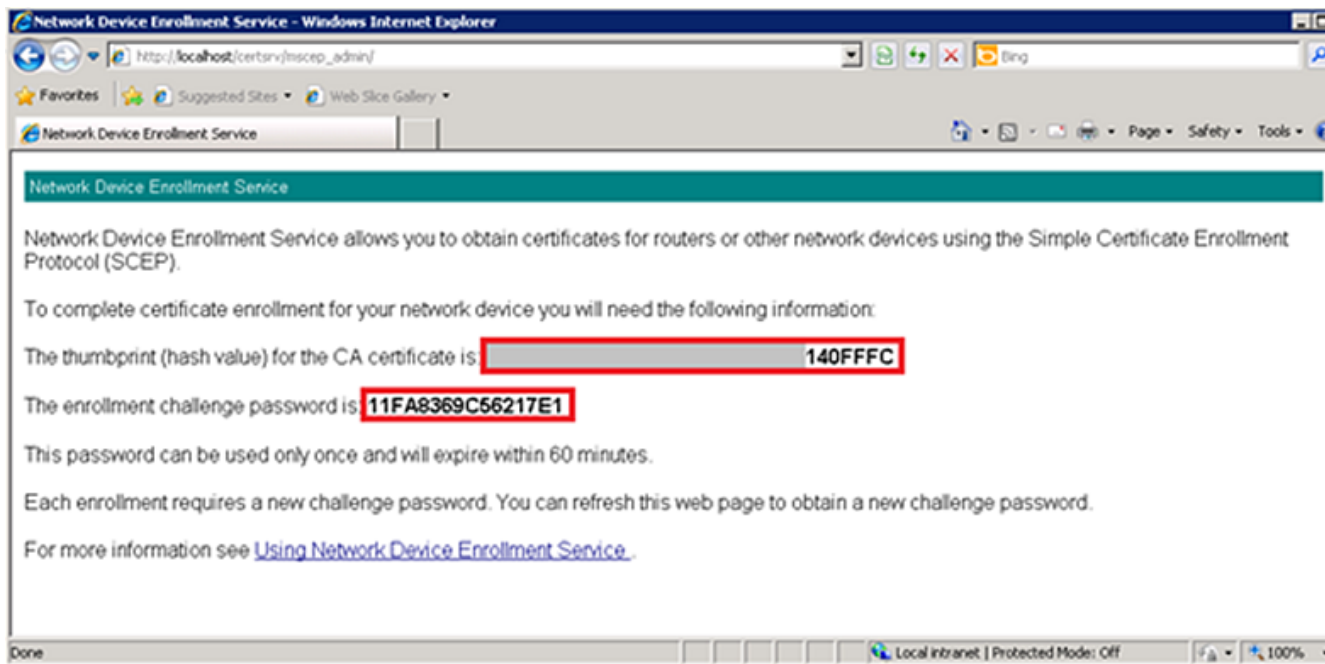 Network Device Enrollment Service - Windows Internet Explorer
http://localhost/certsrv/mscep_admin/
Bing
Favorites Suggested Sites Web Slice Gallery
Network Device Enrollment Service
Page Safety Tools
Network Device Enrollment Service
Network Device Enrollment Service allows you to obtain certificates for routers or other network devices using the Simple Certificate Enrollment
Protocol (SCEP).
To complete certificate enrollment for your network device you will need the following information:
The thumbprint (hash value) for the CA certificate is: 140FFFC
The enrollment challenge password is: 11FA8369C56217E1
This password can be used only once and will expire within 60 minutes.
Each enrollment requires a new challenge password. You can refresh this web page to obtain a new challenge password.
For more information see Using Network Device Enrollment Service .
Done
Local intranet | Protected Mode: Off
100%